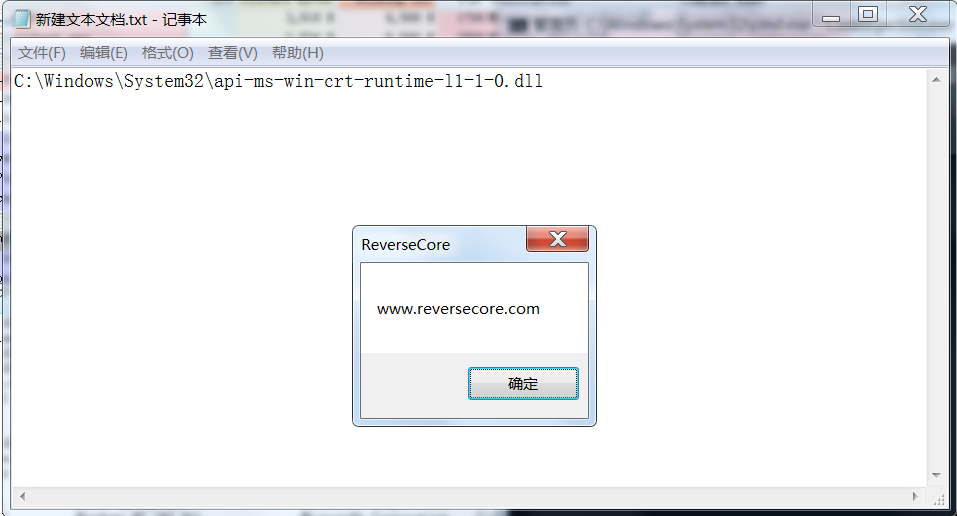 新建文本文档.txt - 记事本
文件(F) 编辑(E) 格式(O) 查看(V) 帮助(H)
C:\Windows\System32\api-ms-win-crt-runtime-l1-1-0.dll
ReverseCore
www.reversecore.com
确定